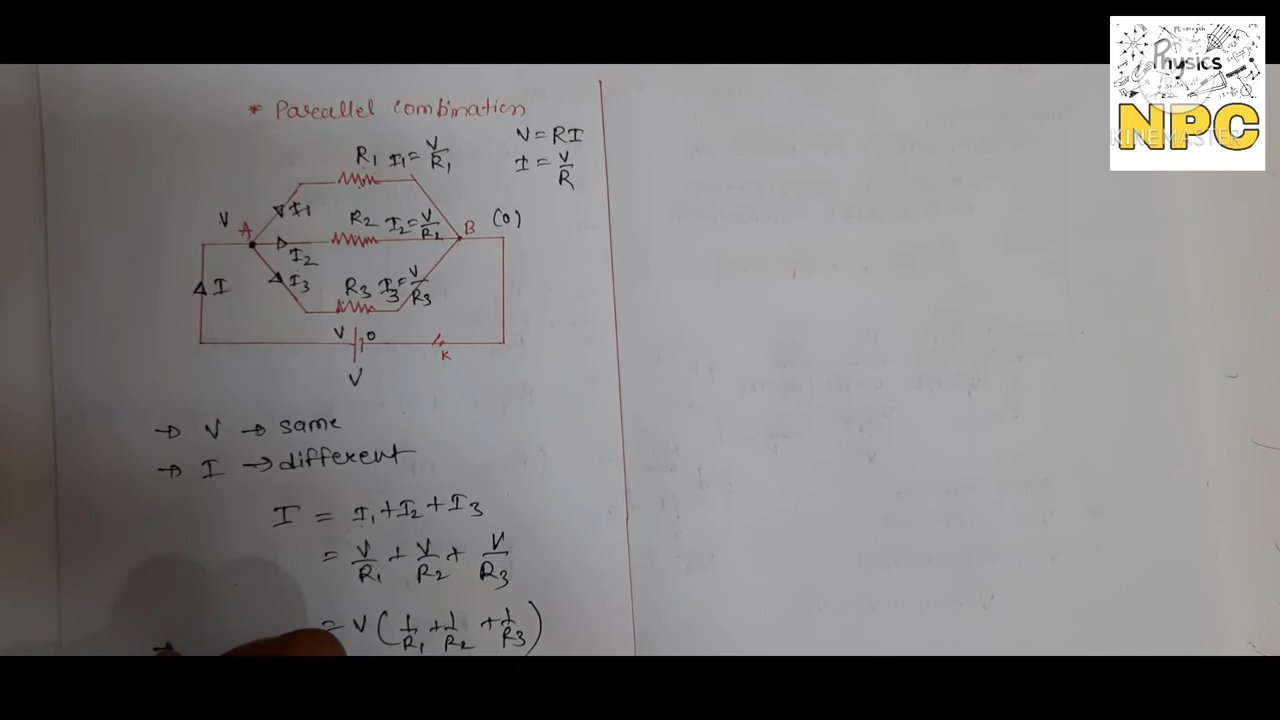 * Parallel combination
V = RI
I = V/R
R1 I1 = V/R1
V A I1
R2 I2 = V/R2 B (0)
I2
I I3 R3 I3 = V/R3
V 0
K
V
→ V → same
→ I → different
I = I1 + I2 + I3
= V/R1 + V/R2 + V/R3
= V ( 1/R1 + 1/R2 + 1/R3 )
Physics
NPC
KINEMASTER